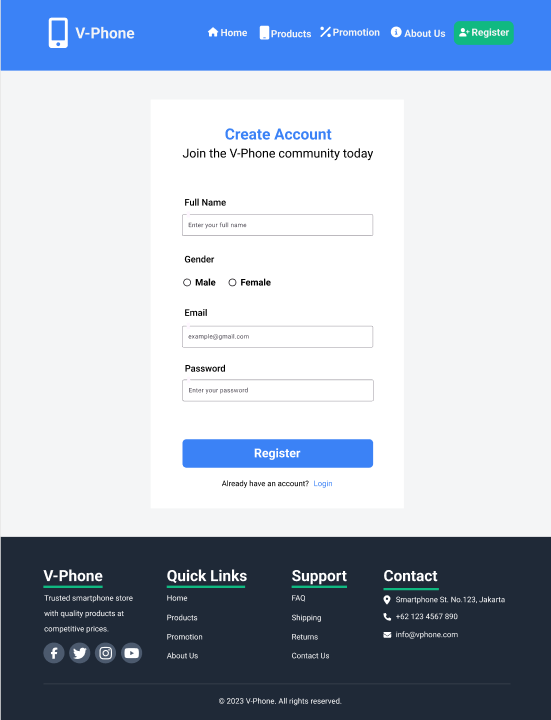 V-Phone
Home Products Promotion About Us Register
Create Account
Join the V-Phone community today
Full Name
Enter your full name
Gender
Male Female
Email
example@gmail.com
Password
Enter your password
Register
Already have an account? Login
V-Phone
Trusted smartphone store
with quality products at
competitive prices.
Quick Links
Home
Products
Promotion
About Us
Support
FAQ
Shipping
Returns
Contact Us
Contact
Smartphone St. No.123, Jakarta
+62 123 4567 890
info@vphone.com
© 2023 V-Phone. All rights reserved.